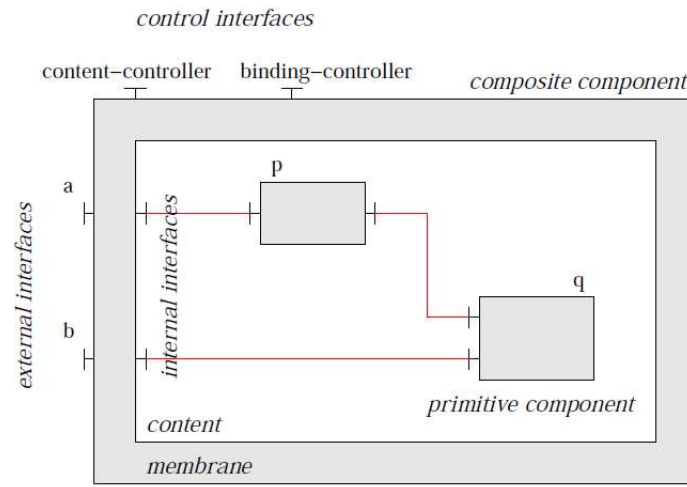 control interfaces
content–controller
binding–controller
composite component
p
a
external interfaces
internal interfaces
q
b
primitive component
content
membrane